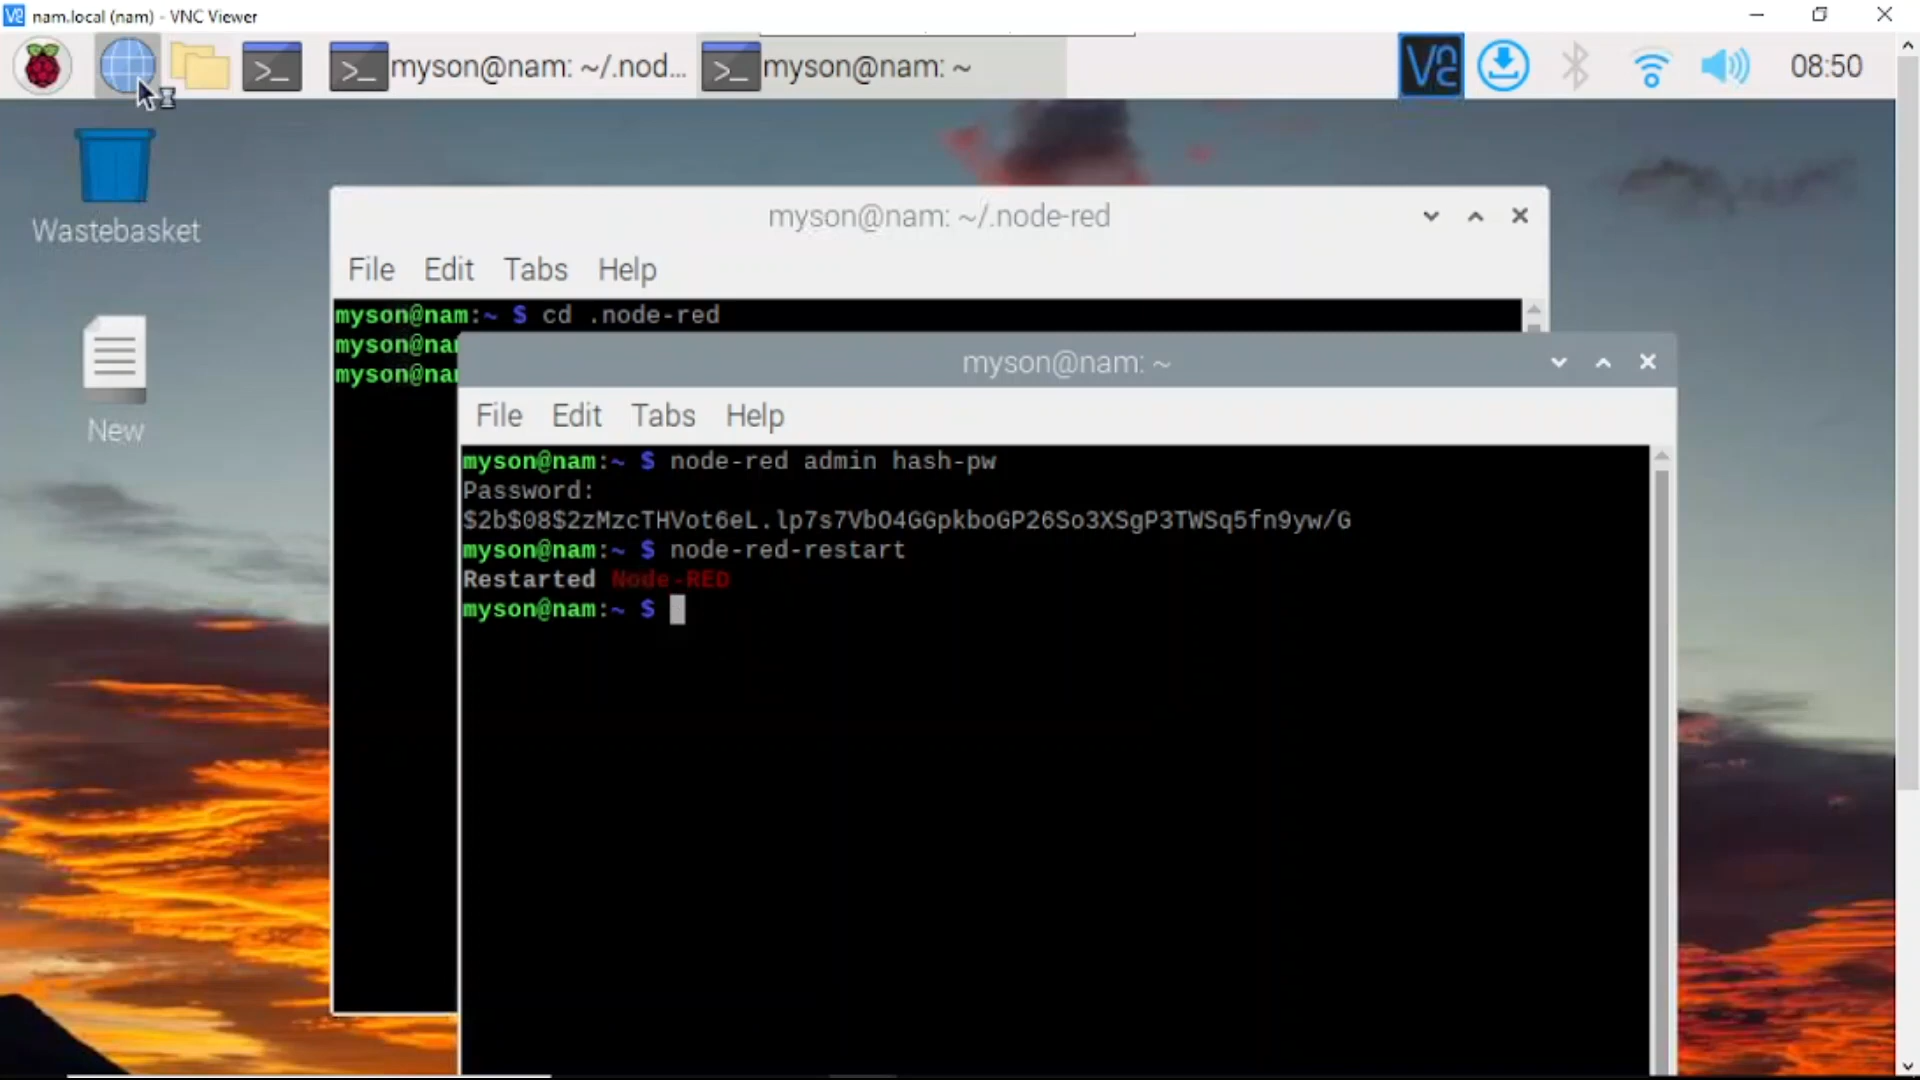 nam.local (nam) - VNC Viewer
myson@nam: ~/.nod...
myson@nam: ~
08:50
Wastebasket
New
myson@nam: ~/.node-red
File Edit Tabs Help
myson@nam:~ $ cd .node-red
myson@na
myson@na
myson@nam: ~
File Edit Tabs Help
myson@nam:~ $ node-red admin hash-pw
Password:
$2b$08$2zMzcTHVot6eL.lp7s7VbO4GGpkboGP26So3XSgP3TWSq5fn9yw/G
myson@nam:~ $ node-red-restart
Restarted Node-RED
myson@nam:~ $